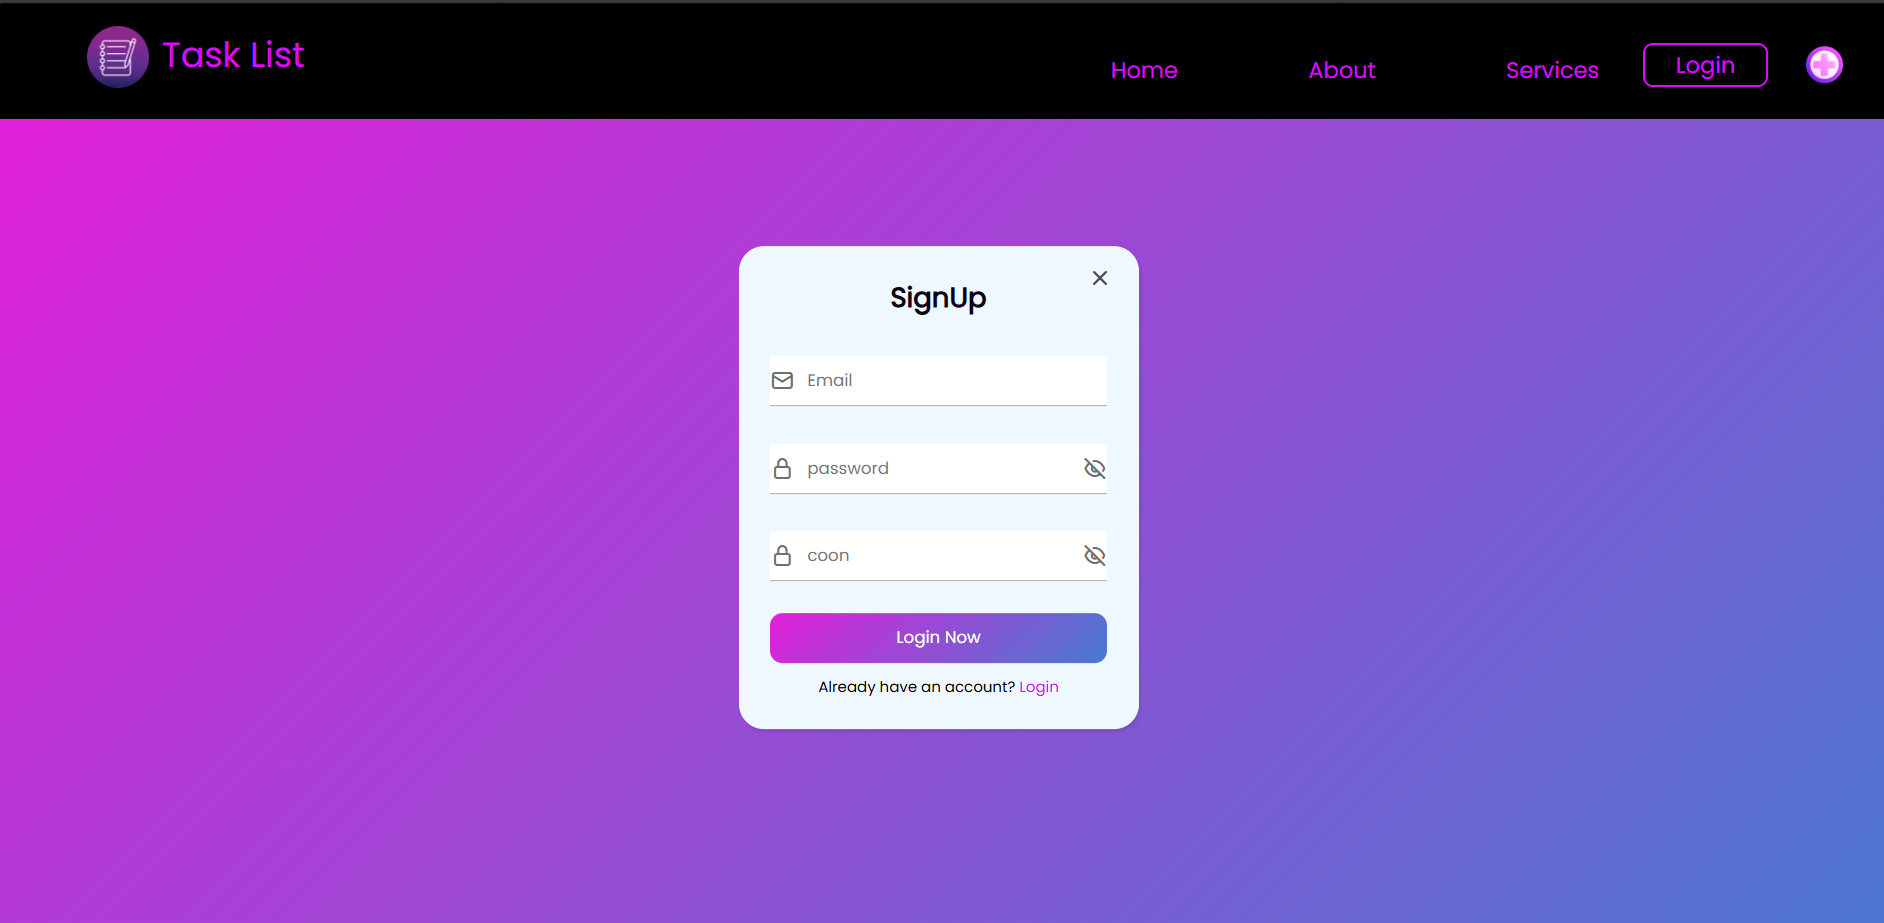 Task List
Home About Services Login
SignUp
Email
password
coon
Login Now
Already have an account? Login